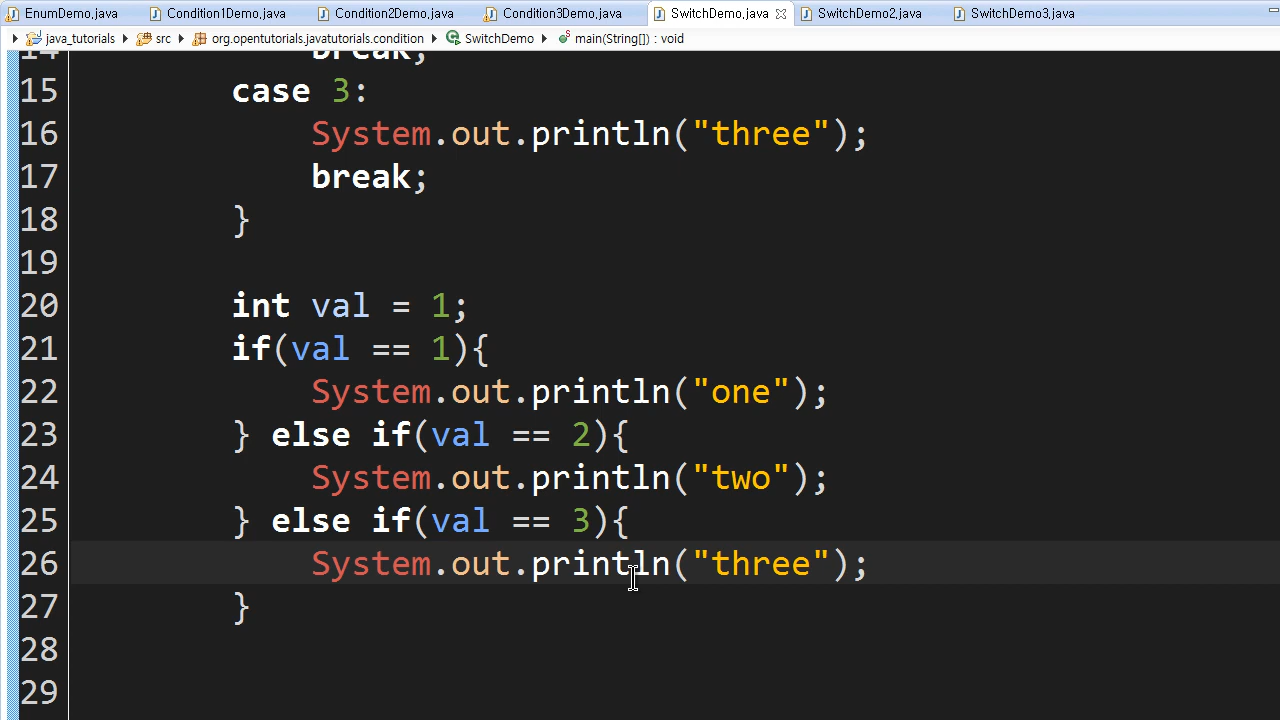 EnumDemo.java Condition1Demo.java Condition2Demo.java Condition3Demo.java SwitchDemo.java SwitchDemo2.java SwitchDemo3.java
java_tutorials src org.opentutorials.javatutorials.condition SwitchDemo main(String[]) : void
14 break;
15 case 3:
16 System.out.println("three");
17 break;
18 }
19
20 int val = 1;
21 if(val == 1){
22 System.out.println("one");
23 } else if(val == 2){
24 System.out.println("two");
25 } else if(val == 3){
26 System.out.println("three");
27 }
28
29